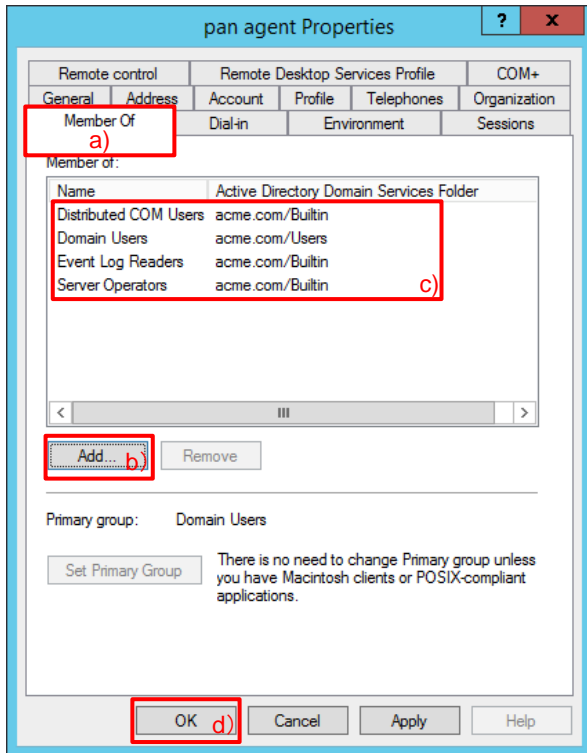 pan agent Properties
? x
Remote control Remote Desktop Services Profile COM+
General Address Account Profile Telephones Organization
Member Of Dial-in Environment Sessions
a)
Member of:
Name Active Directory Domain Services Folder
Distributed COM Users acme.com/Builtin
Domain Users acme.com/Users
Event Log Readers acme.com/Builtin
Server Operators acme.com/Builtin c)
Add... b) Remove
Primary group: Domain Users
Set Primary Group There is no need to change Primary group unless
you have Macintosh clients or POSIX-compliant
applications.
OK d) Cancel Apply Help